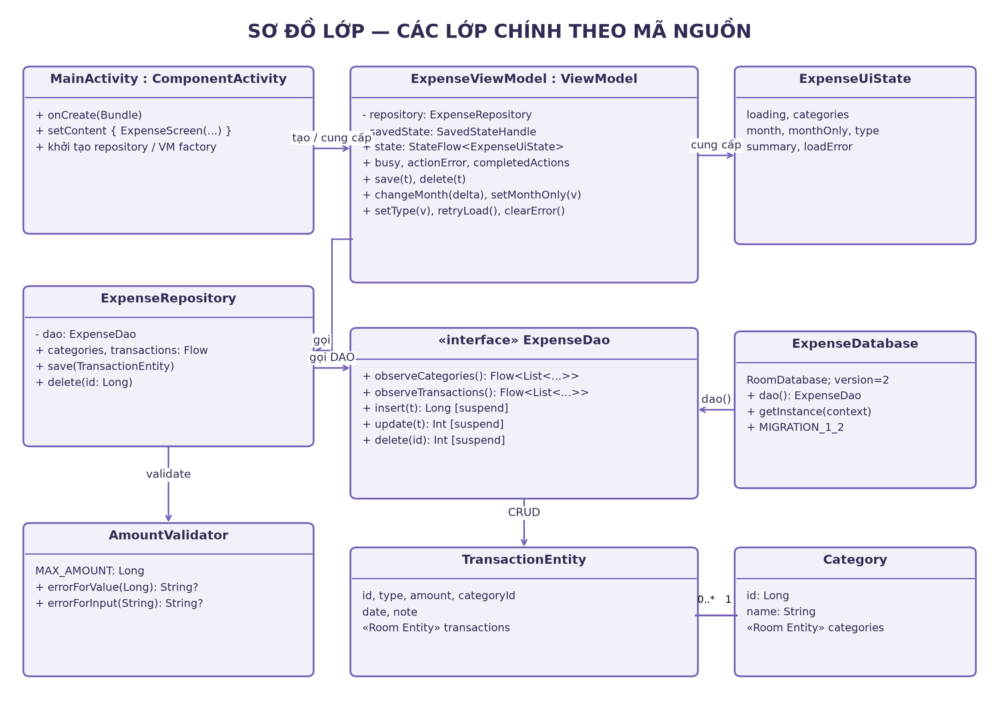 SƠ ĐỒ LỚP — CÁC LỚP CHÍNH THEO MÃ NGUỒN
MainActivity : ComponentActivity
+ onCreate(Bundle)
+ setContent { ExpenseScreen(...) }
+ khởi tạo repository / VM factory
tạo / cung cấp
ExpenseViewModel : ViewModel
- repository: ExpenseRepository
savedState: SavedStateHandle
+ state: StateFlow<ExpenseUiState>
+ busy, actionError, completedActions
+ save(t), delete(t)
+ changeMonth(delta), setMonthOnly(v)
+ setType(v), retryLoad(), clearError()
cung cấp
ExpenseUiState
loading, categories
month, monthOnly, type
summary, loadError
ExpenseRepository
- dao: ExpenseDao
+ categories, transactions: Flow
+ save(TransactionEntity)
+ delete(id: Long)
gọi
gọi DAO
«interface» ExpenseDao
+ observeCategories(): Flow<List<...>>
+ observeTransactions(): Flow<List<...>>
+ insert(t): Long [suspend]
+ update(t): Int [suspend]
+ delete(id): Int [suspend]
dao()
ExpenseDatabase
RoomDatabase; version=2
+ dao(): ExpenseDao
+ getInstance(context)
+ MIGRATION_1_2
validate
CRUD
AmountValidator
MAX_AMOUNT: Long
+ errorForValue(Long): String?
+ errorForInput(String): String?
TransactionEntity
id, type, amount, categoryId
date, note
«Room Entity» transactions
0..* 1
Category
id: Long
name: String
«Room Entity» categories